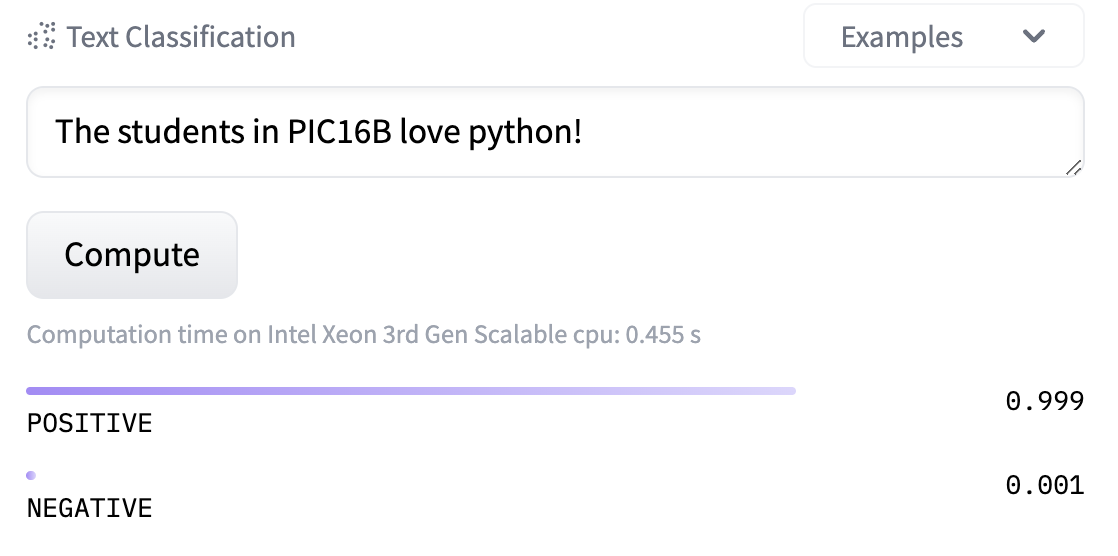 Text Classification
Examples
The students in PIC16B love python!
Compute
Computation time on Intel Xeon 3rd Gen Scalable cpu: 0.455 s
0.999
POSITIVE
0.001
NEGATIVE